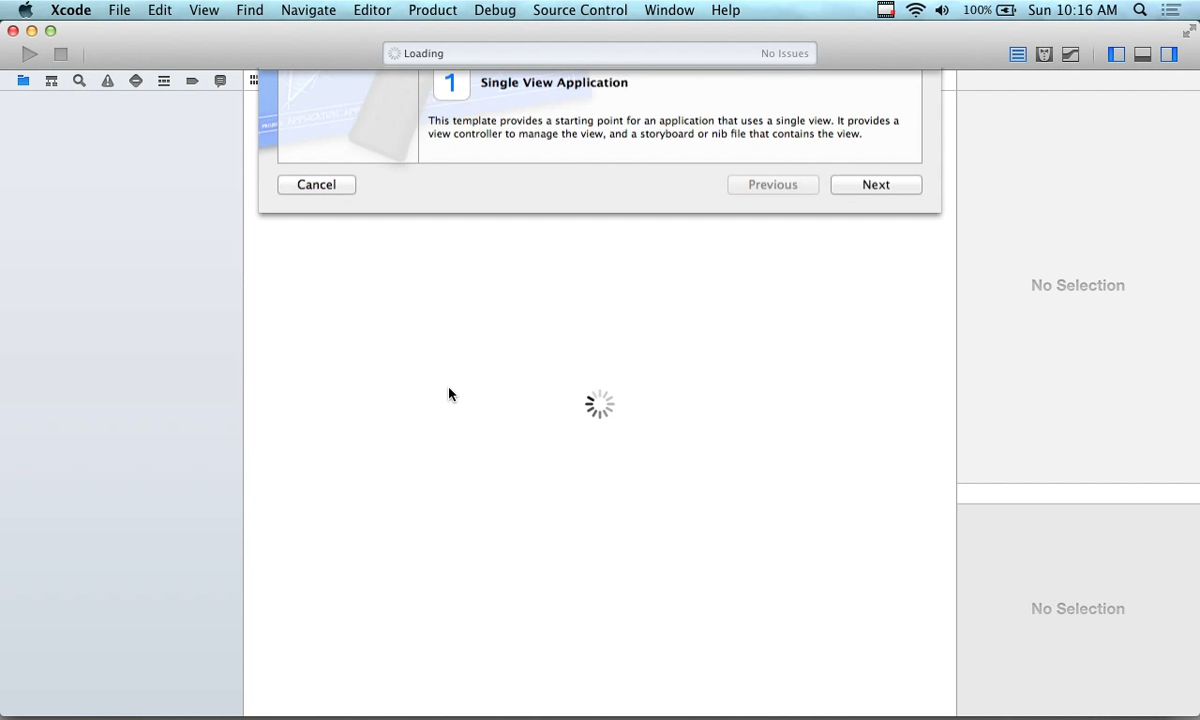 Xcode File Edit View Find Navigate Editor Product Debug Source Control Window Help 100% Sun 10:16 AM
Loading No Issues
1 Single View Application
This template provides a starting point for an application that uses a single view. It provides a
view controller to manage the view, and a storyboard or nib file that contains the view.
Cancel Previous Next
No Selection
No Selection